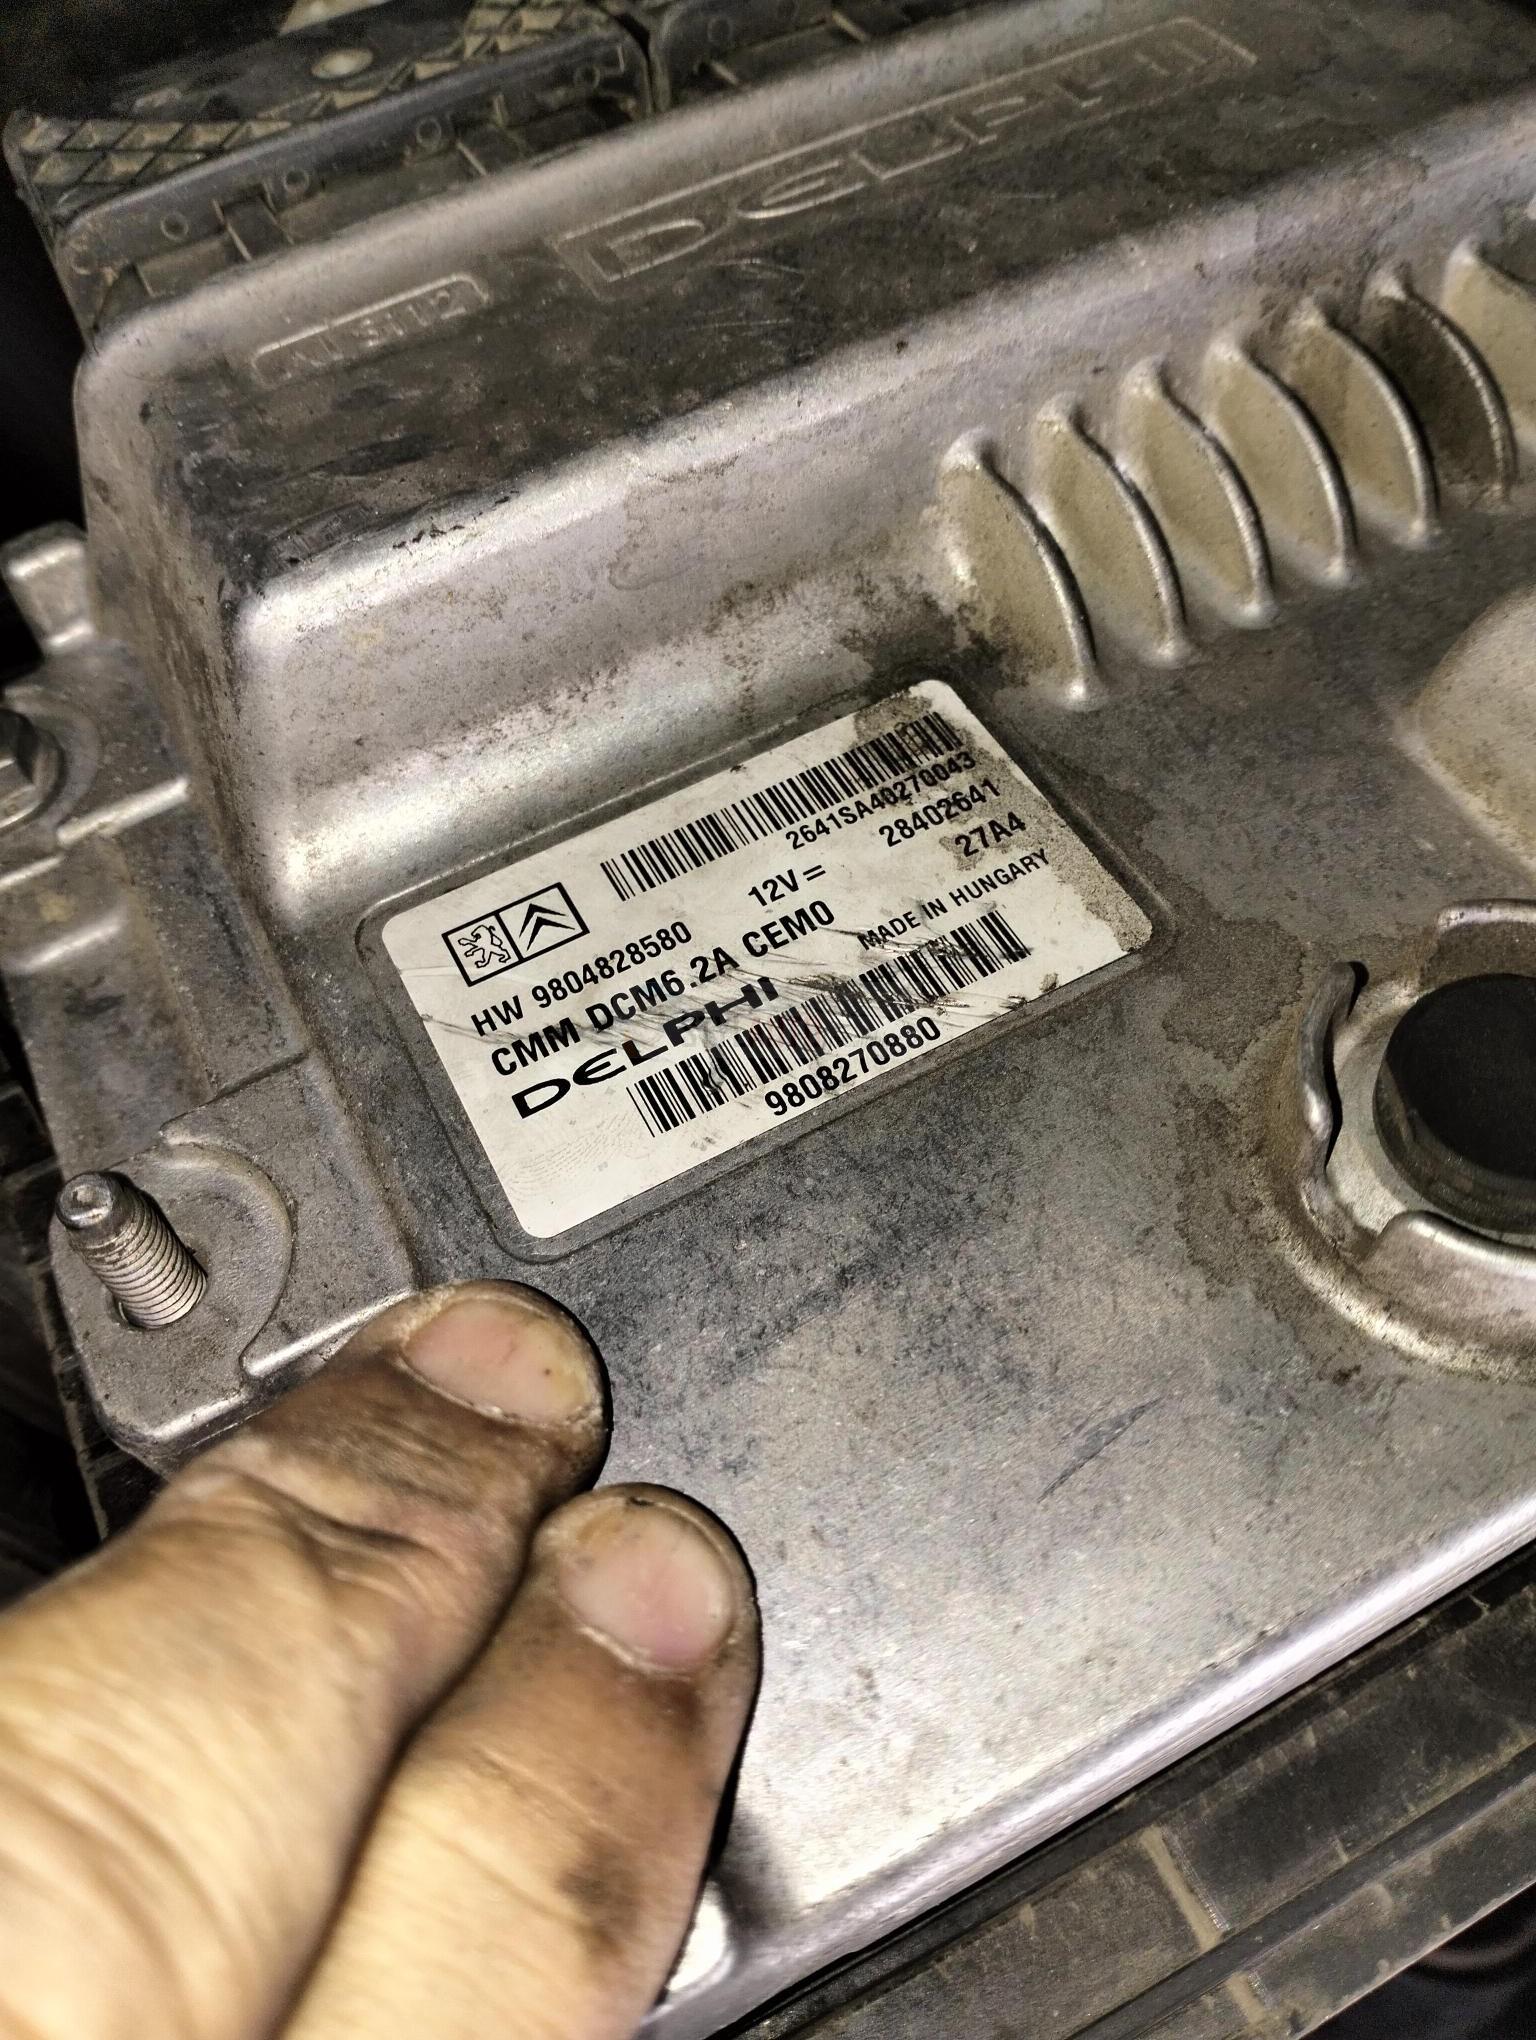 DELPHI
2641SA40270043
28402641
27A4
12V=
HW 9804828580
CMM DCM6.2A CEM0
MADE IN HUNGARY
DELPHI
9808270880